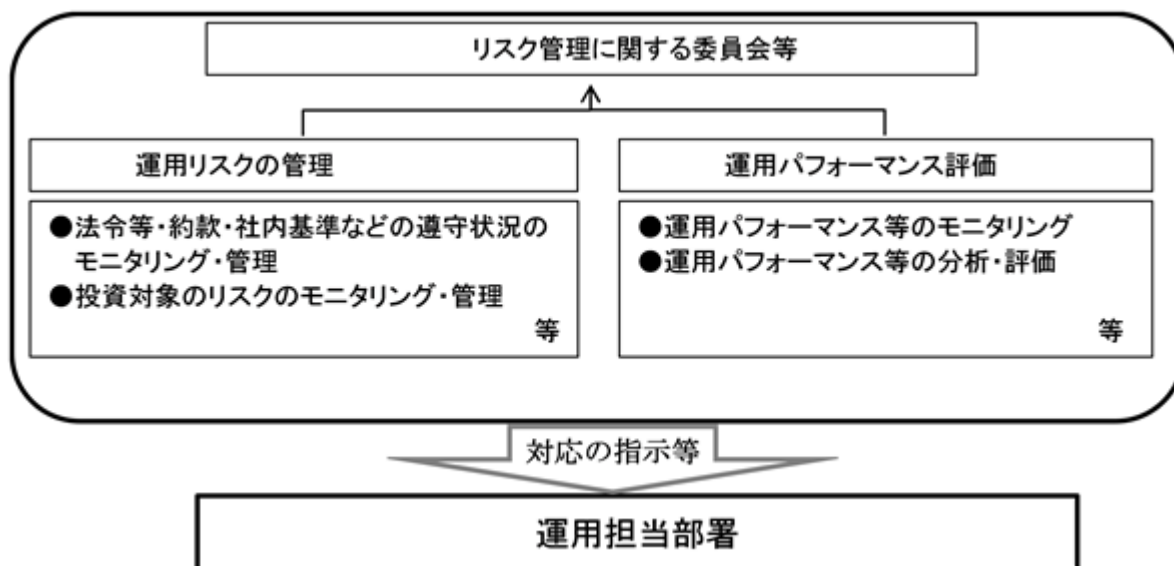 リスク管理に関する委員会等
運用リスクの管理
●法令等・約款・社内基準などの遵守状況の
モニタリング・管理
●投資対象のリスクのモニタリング・管理
等
運用パフォーマンス評価
●運用パフォーマンス等のモニタリング
●運用パフォーマンス等の分析・評価
等
対応の指示等
運用担当部署